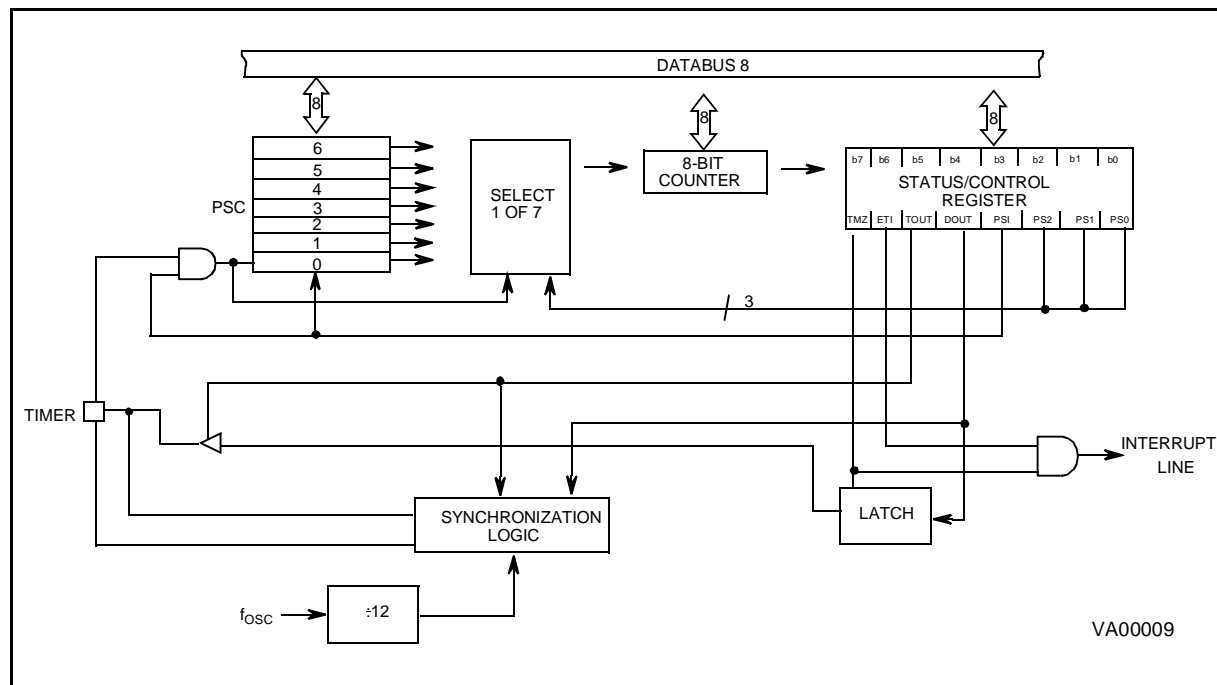 DATABUS 8
8
8
8
6
5
4
3
2
1
0
PSC
SELECT
1 OF 7
8-BIT
COUNTER
b7 b6 b5 b4 b3 b2 b1 b0
STATUS/CONTROL
REGISTER
TMZ ETI TOUT DOUT PSI PS2 PS1 PS0
3
TIMER
INTERRUPT
LINE
SYNCHRONIZATION
LOGIC
LATCH
fOSC
÷12
VA00009